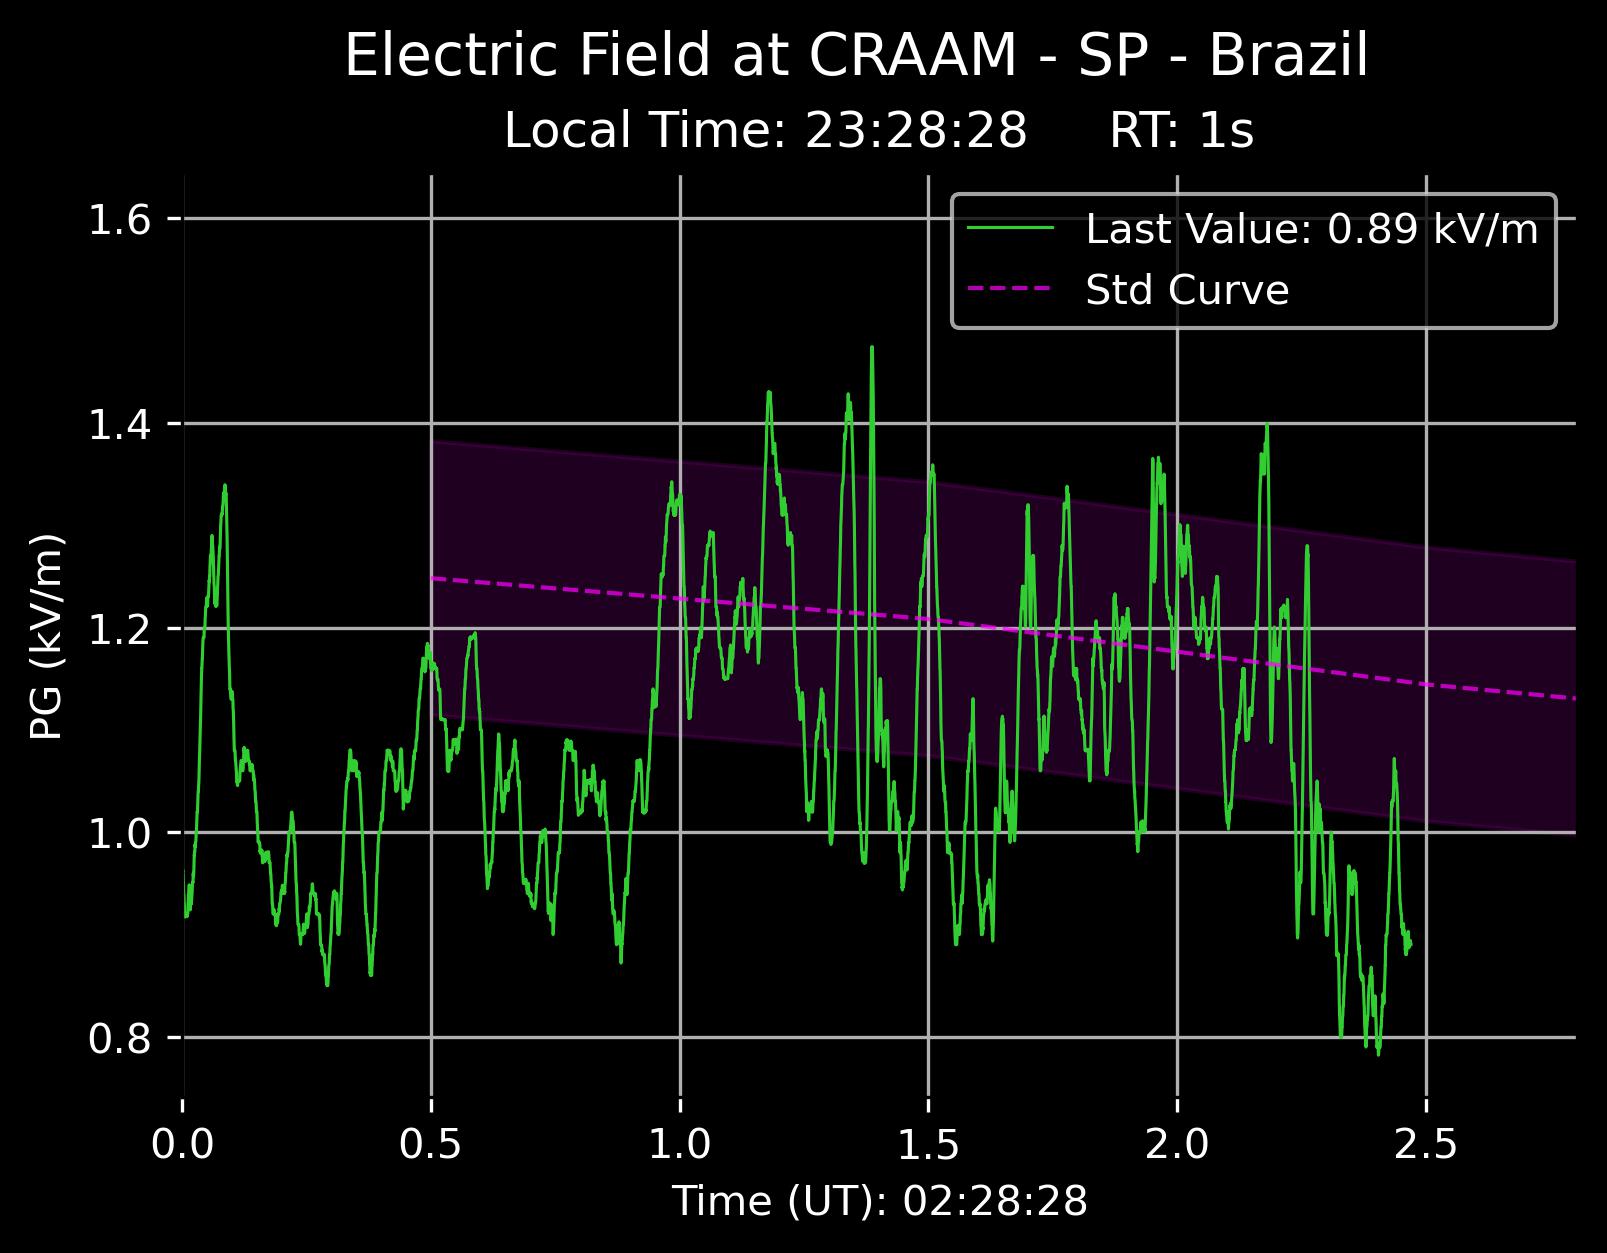 Electric Field at CRAAM - SP - Brazil
Local Time: 23:28:28 RT: 1s
Last Value: 0.89 kV/m
Std Curve
PG (kV/m)
1.6
1.4
1.2
1.0
0.8
0.0 0.5 1.0 1.5 2.0 2.5
Time (UT): 02:28:28